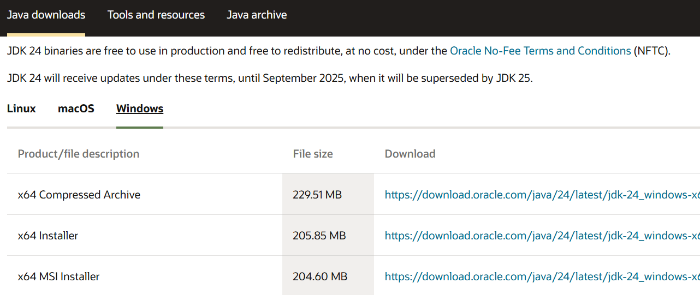 Java downloads Tools and resources Java archive
JDK 24 binaries are free to use in production and free to redistribute, at no cost, under the Oracle No-Fee Terms and Conditions (NFTC).
JDK 24 will receive updates under these terms, until September 2025, when it will be superseded by JDK 25.
Linux macOS Windows
Product/file description File size Download
x64 Compressed Archive 229.51 MB https://download.oracle.com/java/24/latest/jdk-24_windows-x6
x64 Installer 205.85 MB https://download.oracle.com/java/24/latest/jdk-24_windows-x6
x64 MSI Installer 204.60 MB https://download.oracle.com/java/24/latest/jdk-24_windows-x6